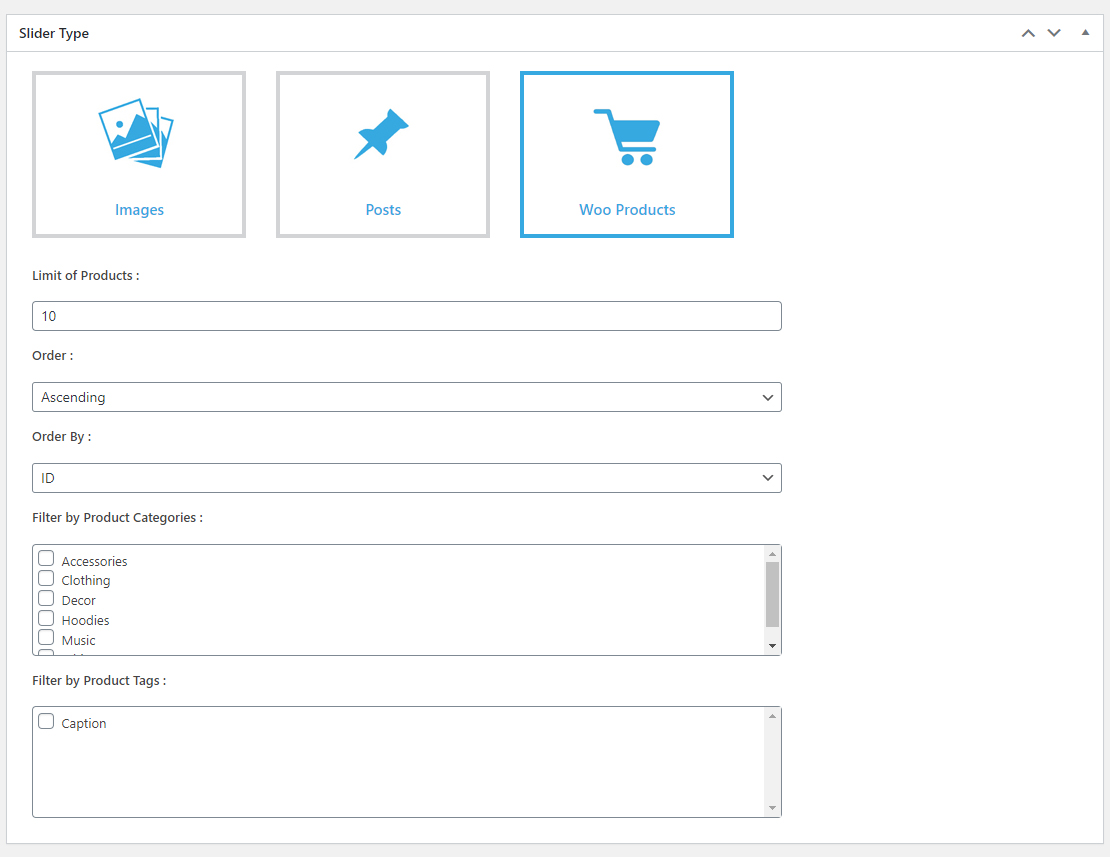 Slider Type
Images
Posts
Woo Products
Limit of Products :
10
Order :
Ascending
Order By :
ID
Filter by Product Categories :
Accessories
Clothing
Decor
Hoodies
Music
Filter by Product Tags :
Caption